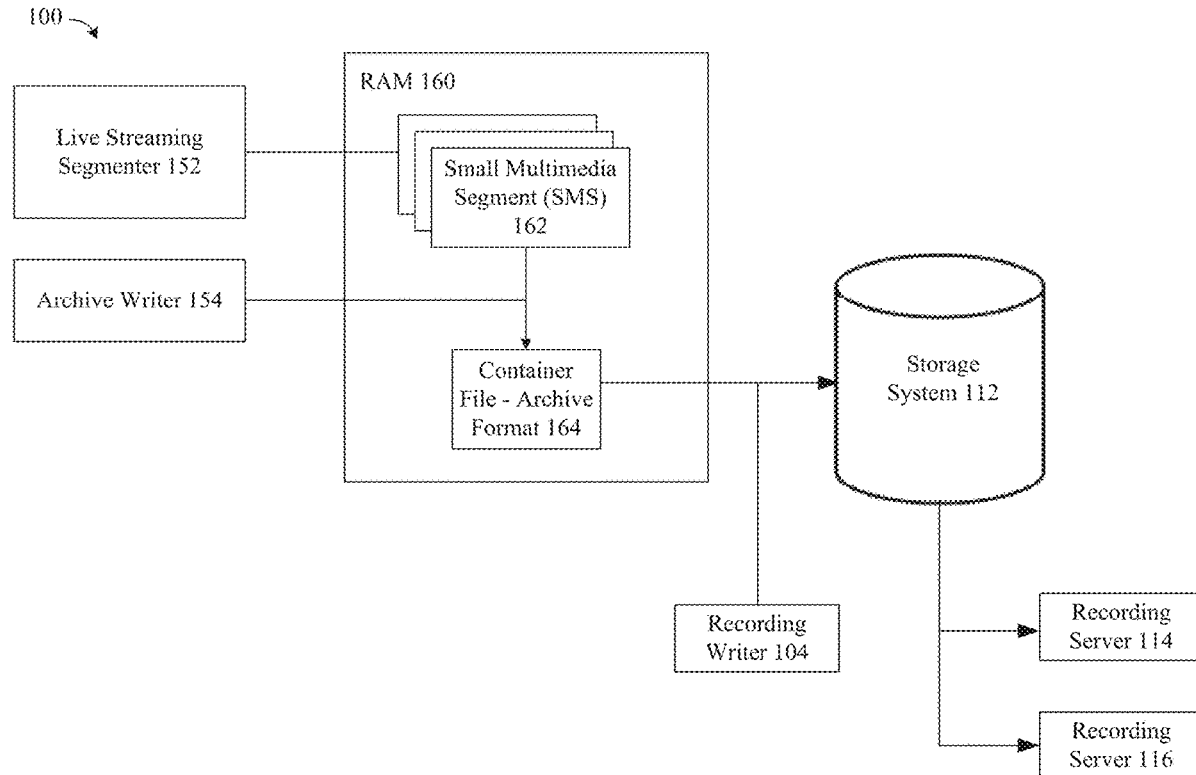 100
RAM 160
Live Streaming
Segmenter 152
Small Multimedia
Segment (SMS)
162
Archive Writer 154
Container
File - Archive
Format 164
Storage
System 112
Recording
Writer 104
Recording
Server 114
Recording
Server 116